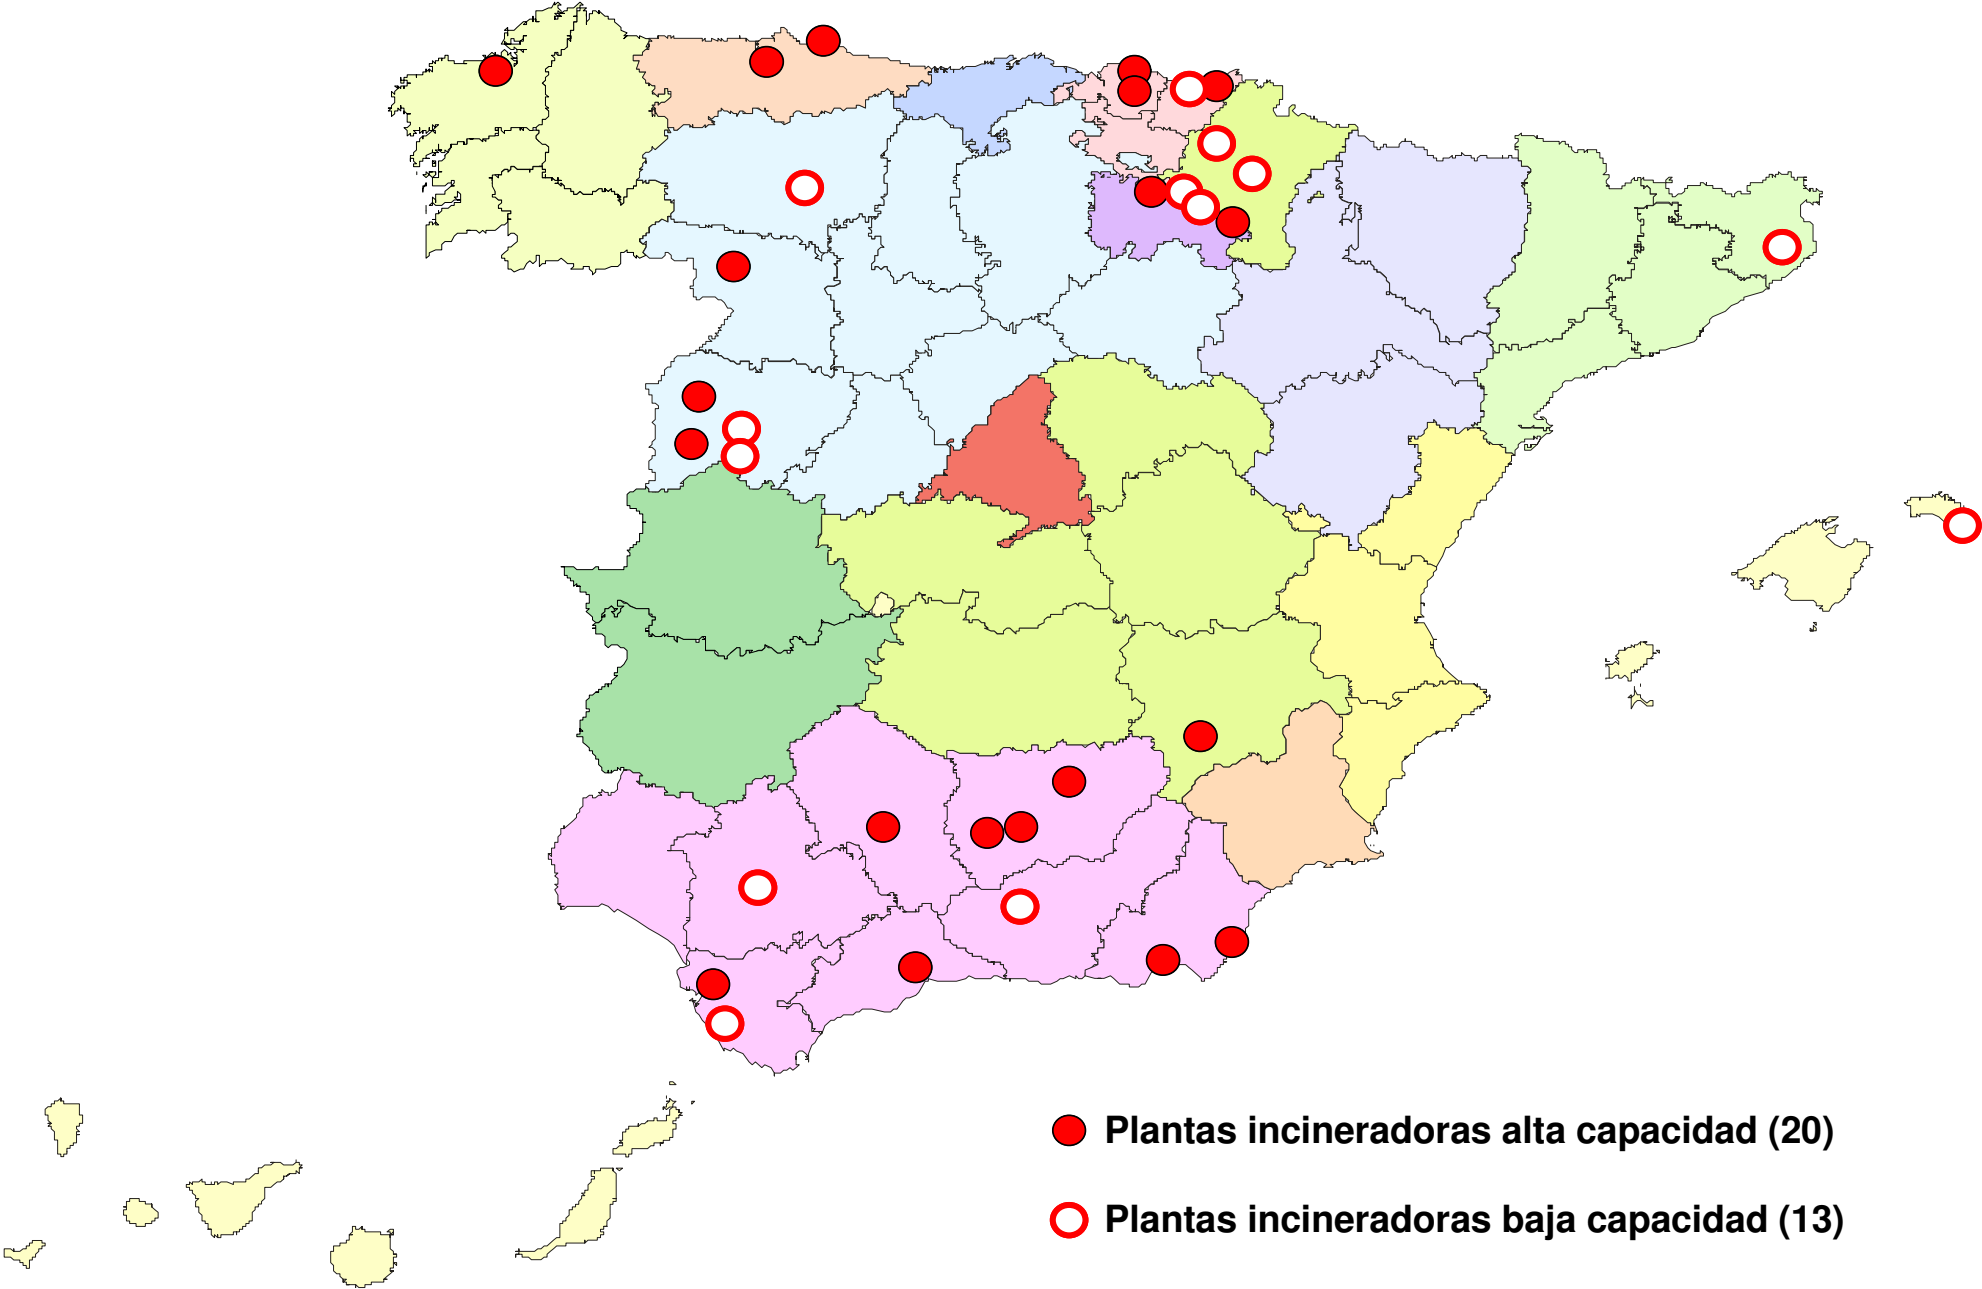 Plantas incineradoras alta capacidad (20)
Plantas incineradoras baja capacidad (13)